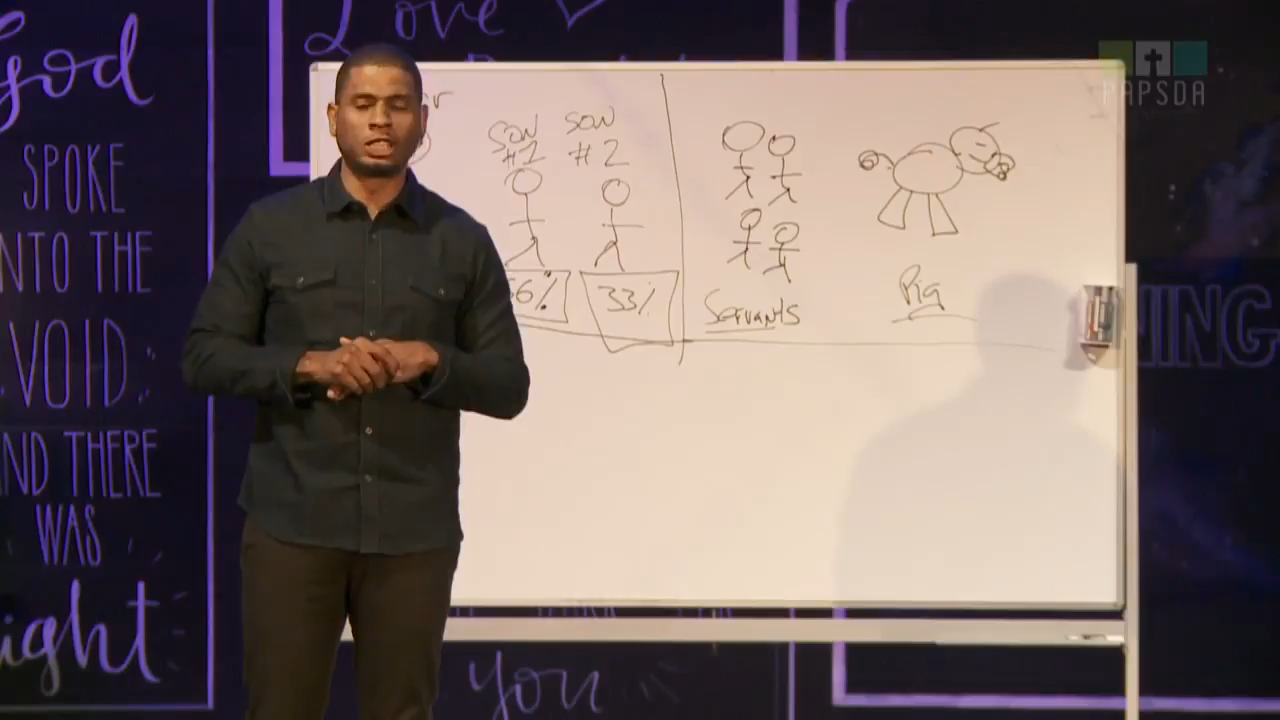 God
SPOKE
INTO THE
VOID
AND THERE
WAS
light
Love
SON
#1
SON
#2
66%
33%
SERVANTS
Pig
PAPSDA
you